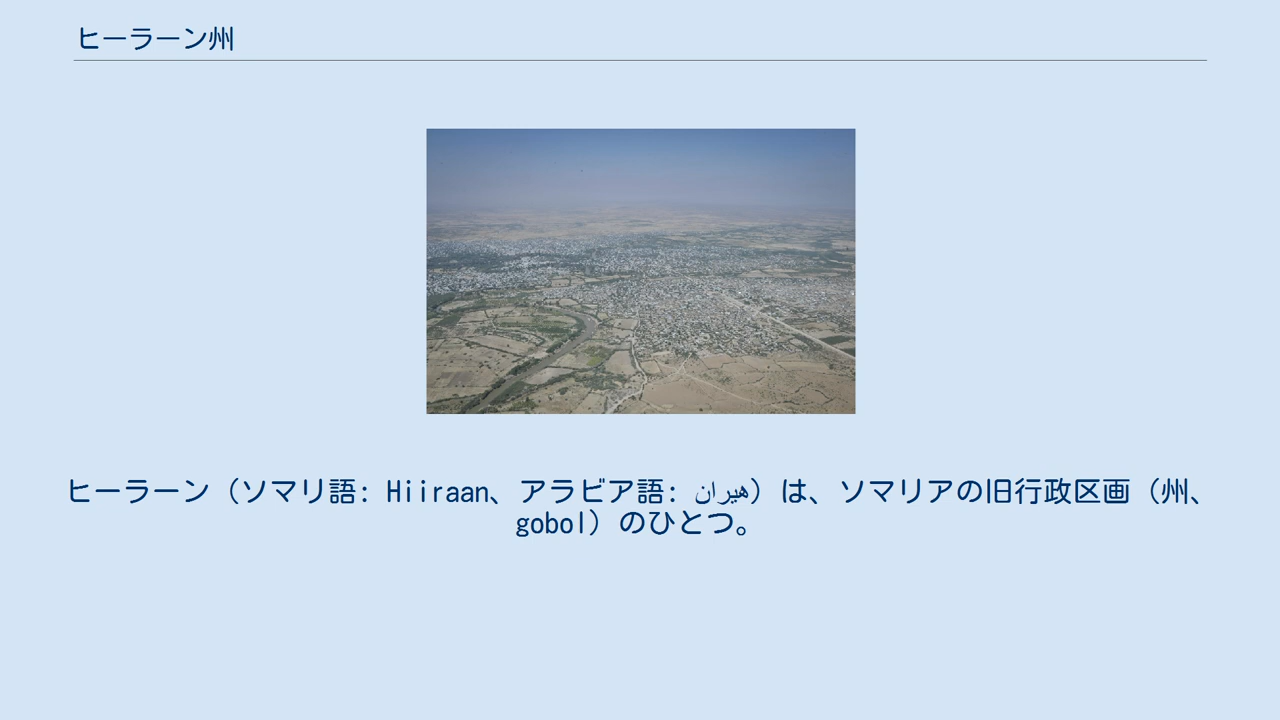 ヒーラーン州
ヒーラーン（ソマリ語: Hiiraan、アラビア語: هيران）は、ソマリアの旧行政区画（州、
gobol）のひとつ。